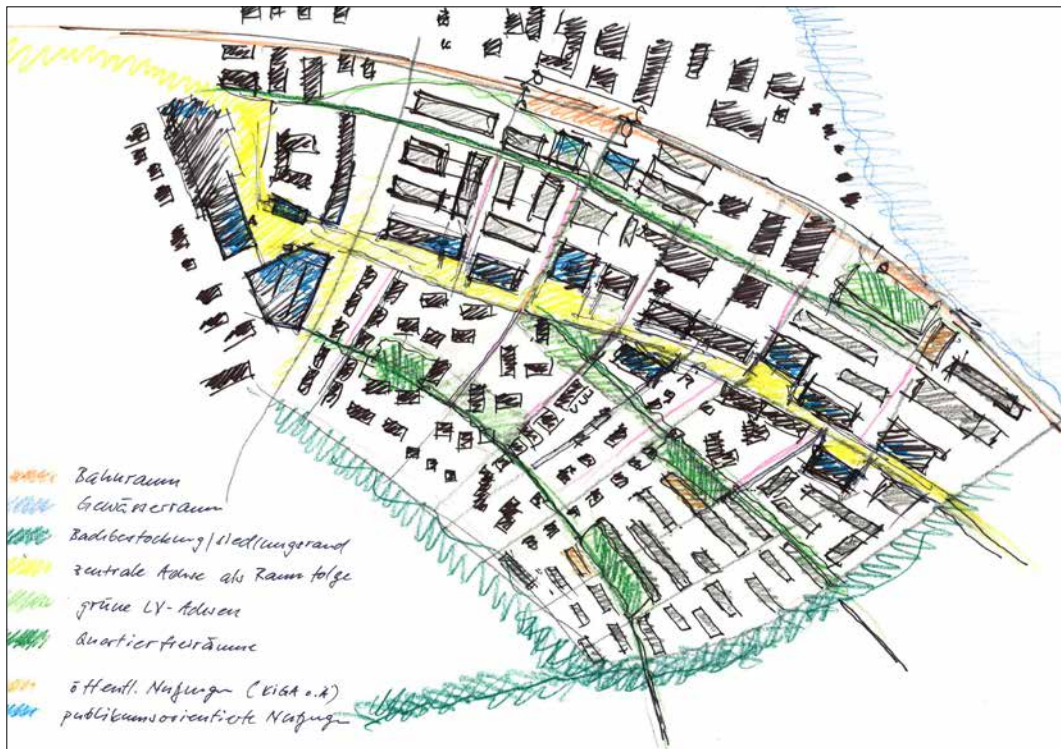 Bahnraum
Gewässerraum
Bachbestockung/Siedlungsrand
zentrale Achse als Raumfolge
grüne LV-Achsen
Quartierfreiräume
öffentl. Nutzungen (KiGA o.ä)
publikumsorientierte Nutzungen